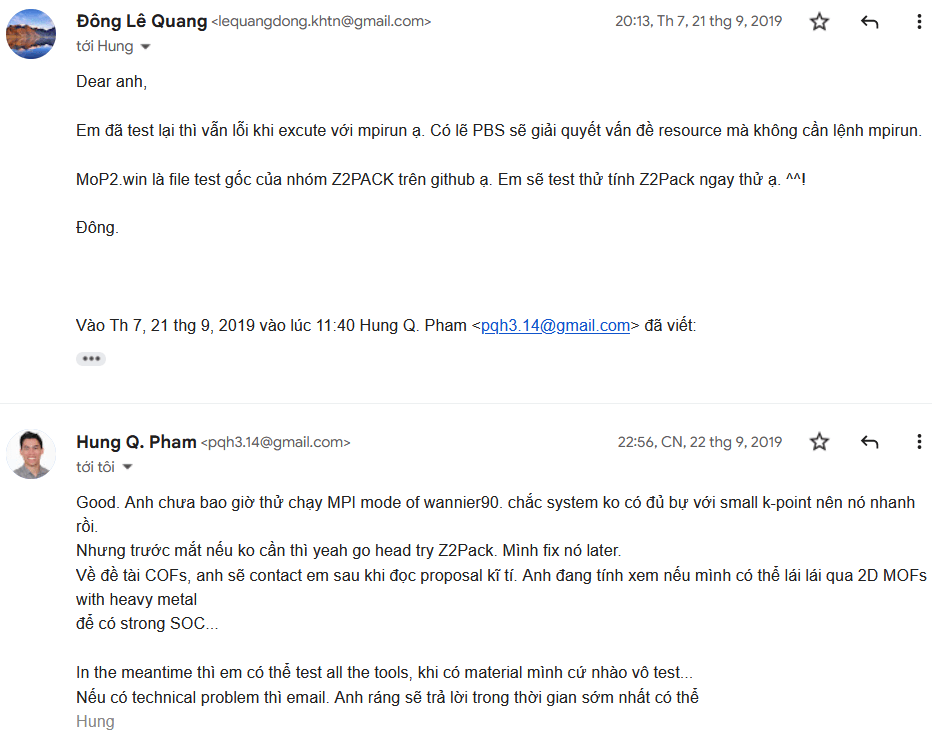 Đông Lê Quang <lequangdong.khtn@gmail.com> 20:13, Th 7, 21 thg 9, 2019
tới Hung
Dear anh,
Em đã test lại thì vẫn lỗi khi excute với mpirun ạ. Có lẽ PBS sẽ giải quyết vấn đề resource mà không cần lệnh mpirun.
MoP2.win là file test gốc của nhóm Z2PACK trên github ạ. Em sẽ test thử tính Z2Pack ngay thử ạ. ^^!
Đông.
Vào Th 7, 21 thg 9, 2019 vào lúc 11:40 Hung Q. Pham <pqh3.14@gmail.com> đã viết:
Hung Q. Pham <pqh3.14@gmail.com> 22:56, CN, 22 thg 9, 2019
tới tôi
Good. Anh chưa bao giờ thử chạy MPI mode of wannier90. chắc system ko có đủ bự với small k-point nên nó nhanh
rồi.
Nhưng trước mắt nếu ko cần thì yeah go head try Z2Pack. Mình fix nó later.
Về đề tài COFs, anh sẽ contact em sau khi đọc proposal kĩ tí. Anh đang tính xem nếu mình có thể lái lái qua 2D MOFs
with heavy metal
để có strong SOC...
In the meantime thì em có thể test all the tools, khi có material mình cứ nhào vô test...
Nếu có technical problem thì email. Anh ráng sẽ trả lời trong thời gian sớm nhất có thể
Hung